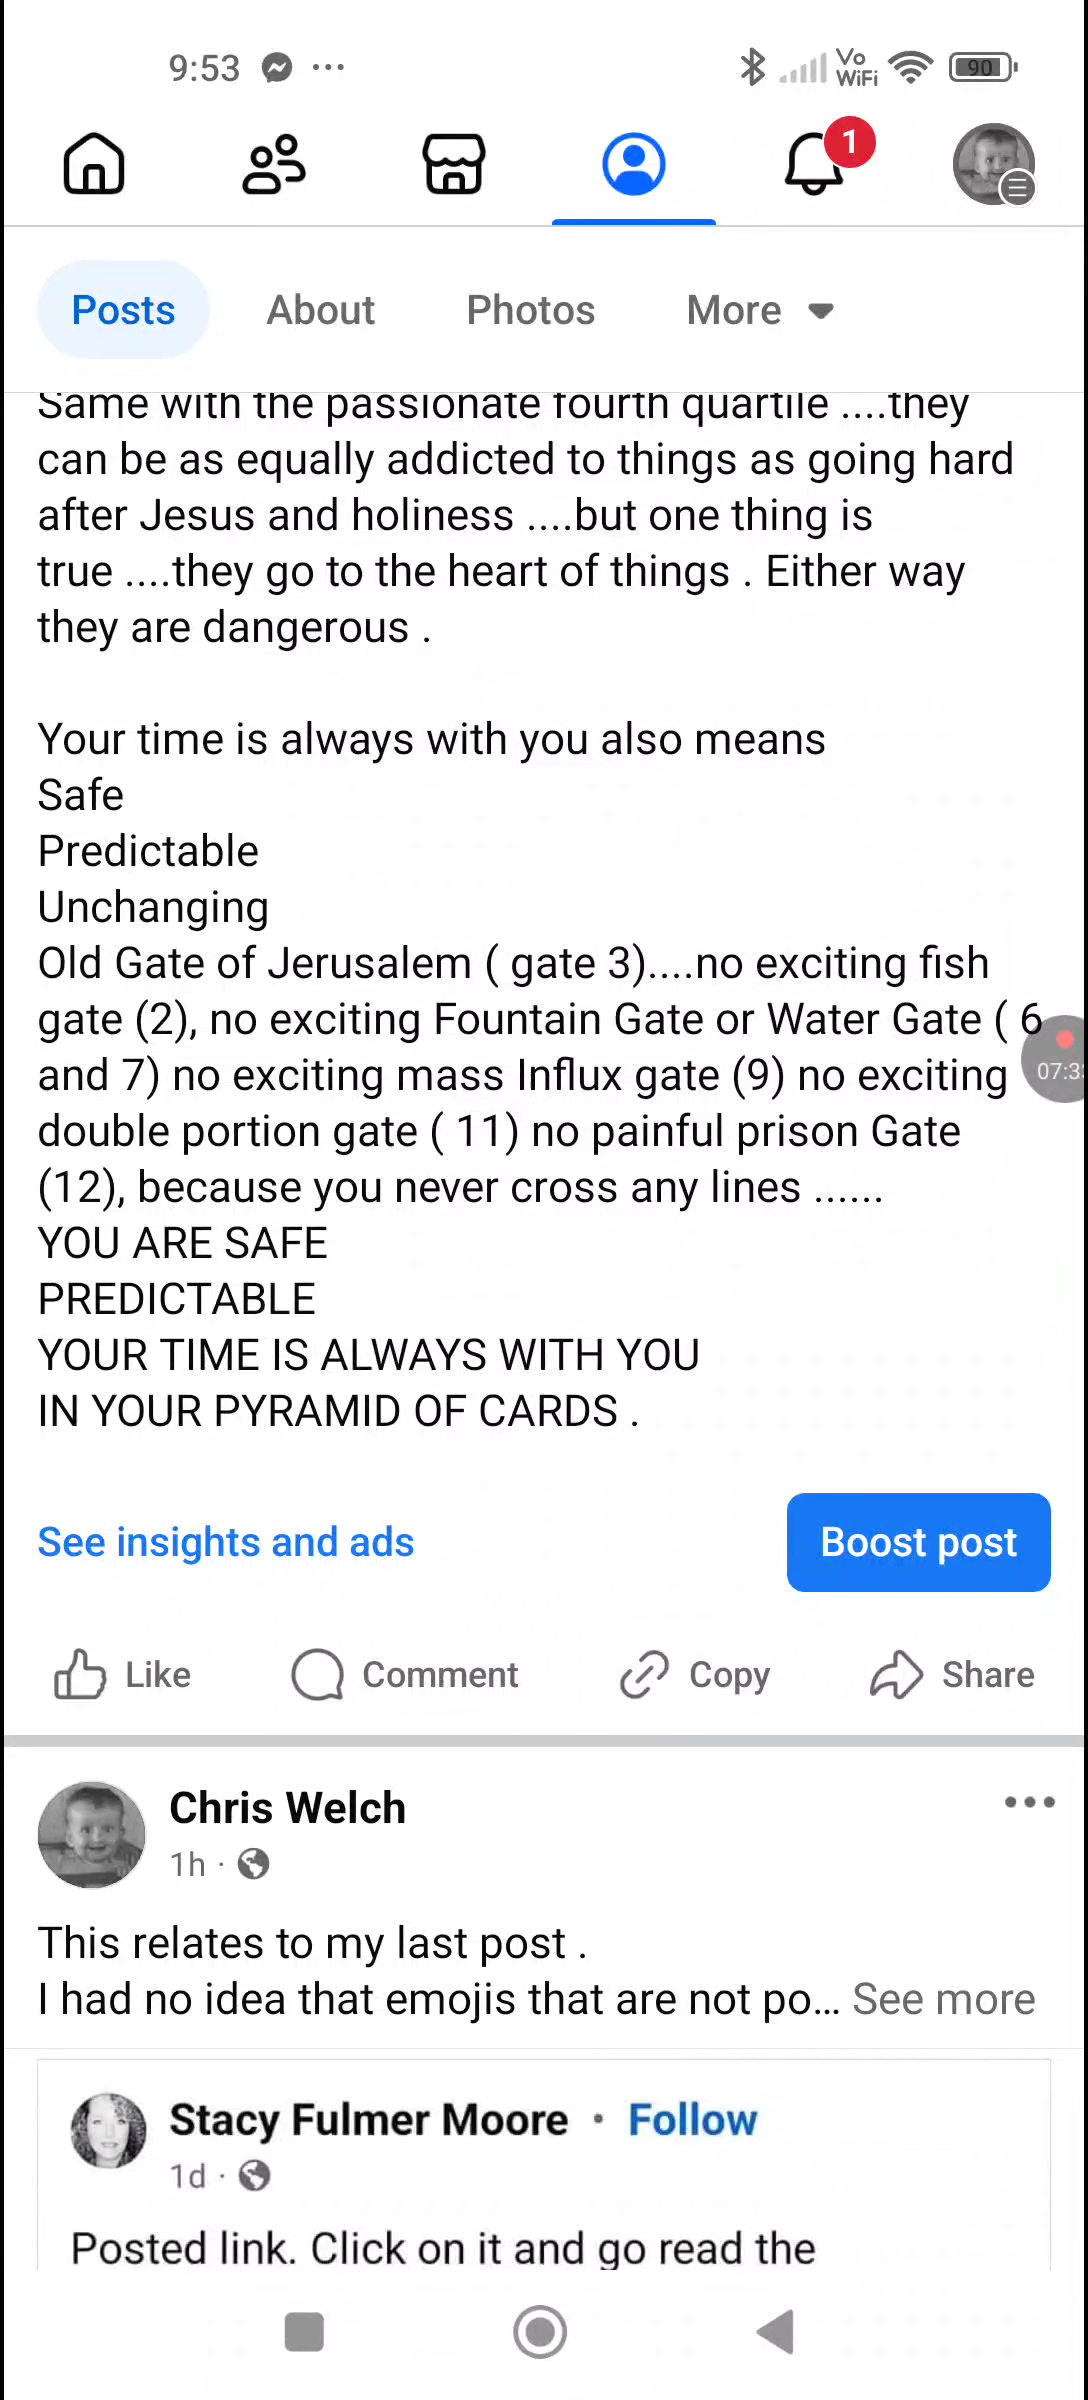 9:53
Vo
WiFi
90
1
Posts
About
Photos
More
Same with the passionate fourth quartile ....they
can be as equally addicted to things as going hard
after Jesus and holiness ....but one thing is
true ....they go to the heart of things . Either way
they are dangerous .
Your time is always with you also means
Safe
Predictable
Unchanging
Old Gate of Jerusalem ( gate 3)....no exciting fish
gate (2), no exciting Fountain Gate or Water Gate ( 6
and 7) no exciting mass Influx gate (9) no exciting
07:3
double portion gate ( 11) no painful prison Gate
(12), because you never cross any lines ......
YOU ARE SAFE
PREDICTABLE
YOUR TIME IS ALWAYS WITH YOU
IN YOUR PYRAMID OF CARDS .
See insights and ads
Boost post
Like
Comment
Copy
Share
Chris Welch
1h ·
This relates to my last post .
I had no idea that emojis that are not po... See more
Stacy Fulmer Moore · Follow
1d ·
Posted link. Click on it and go read the